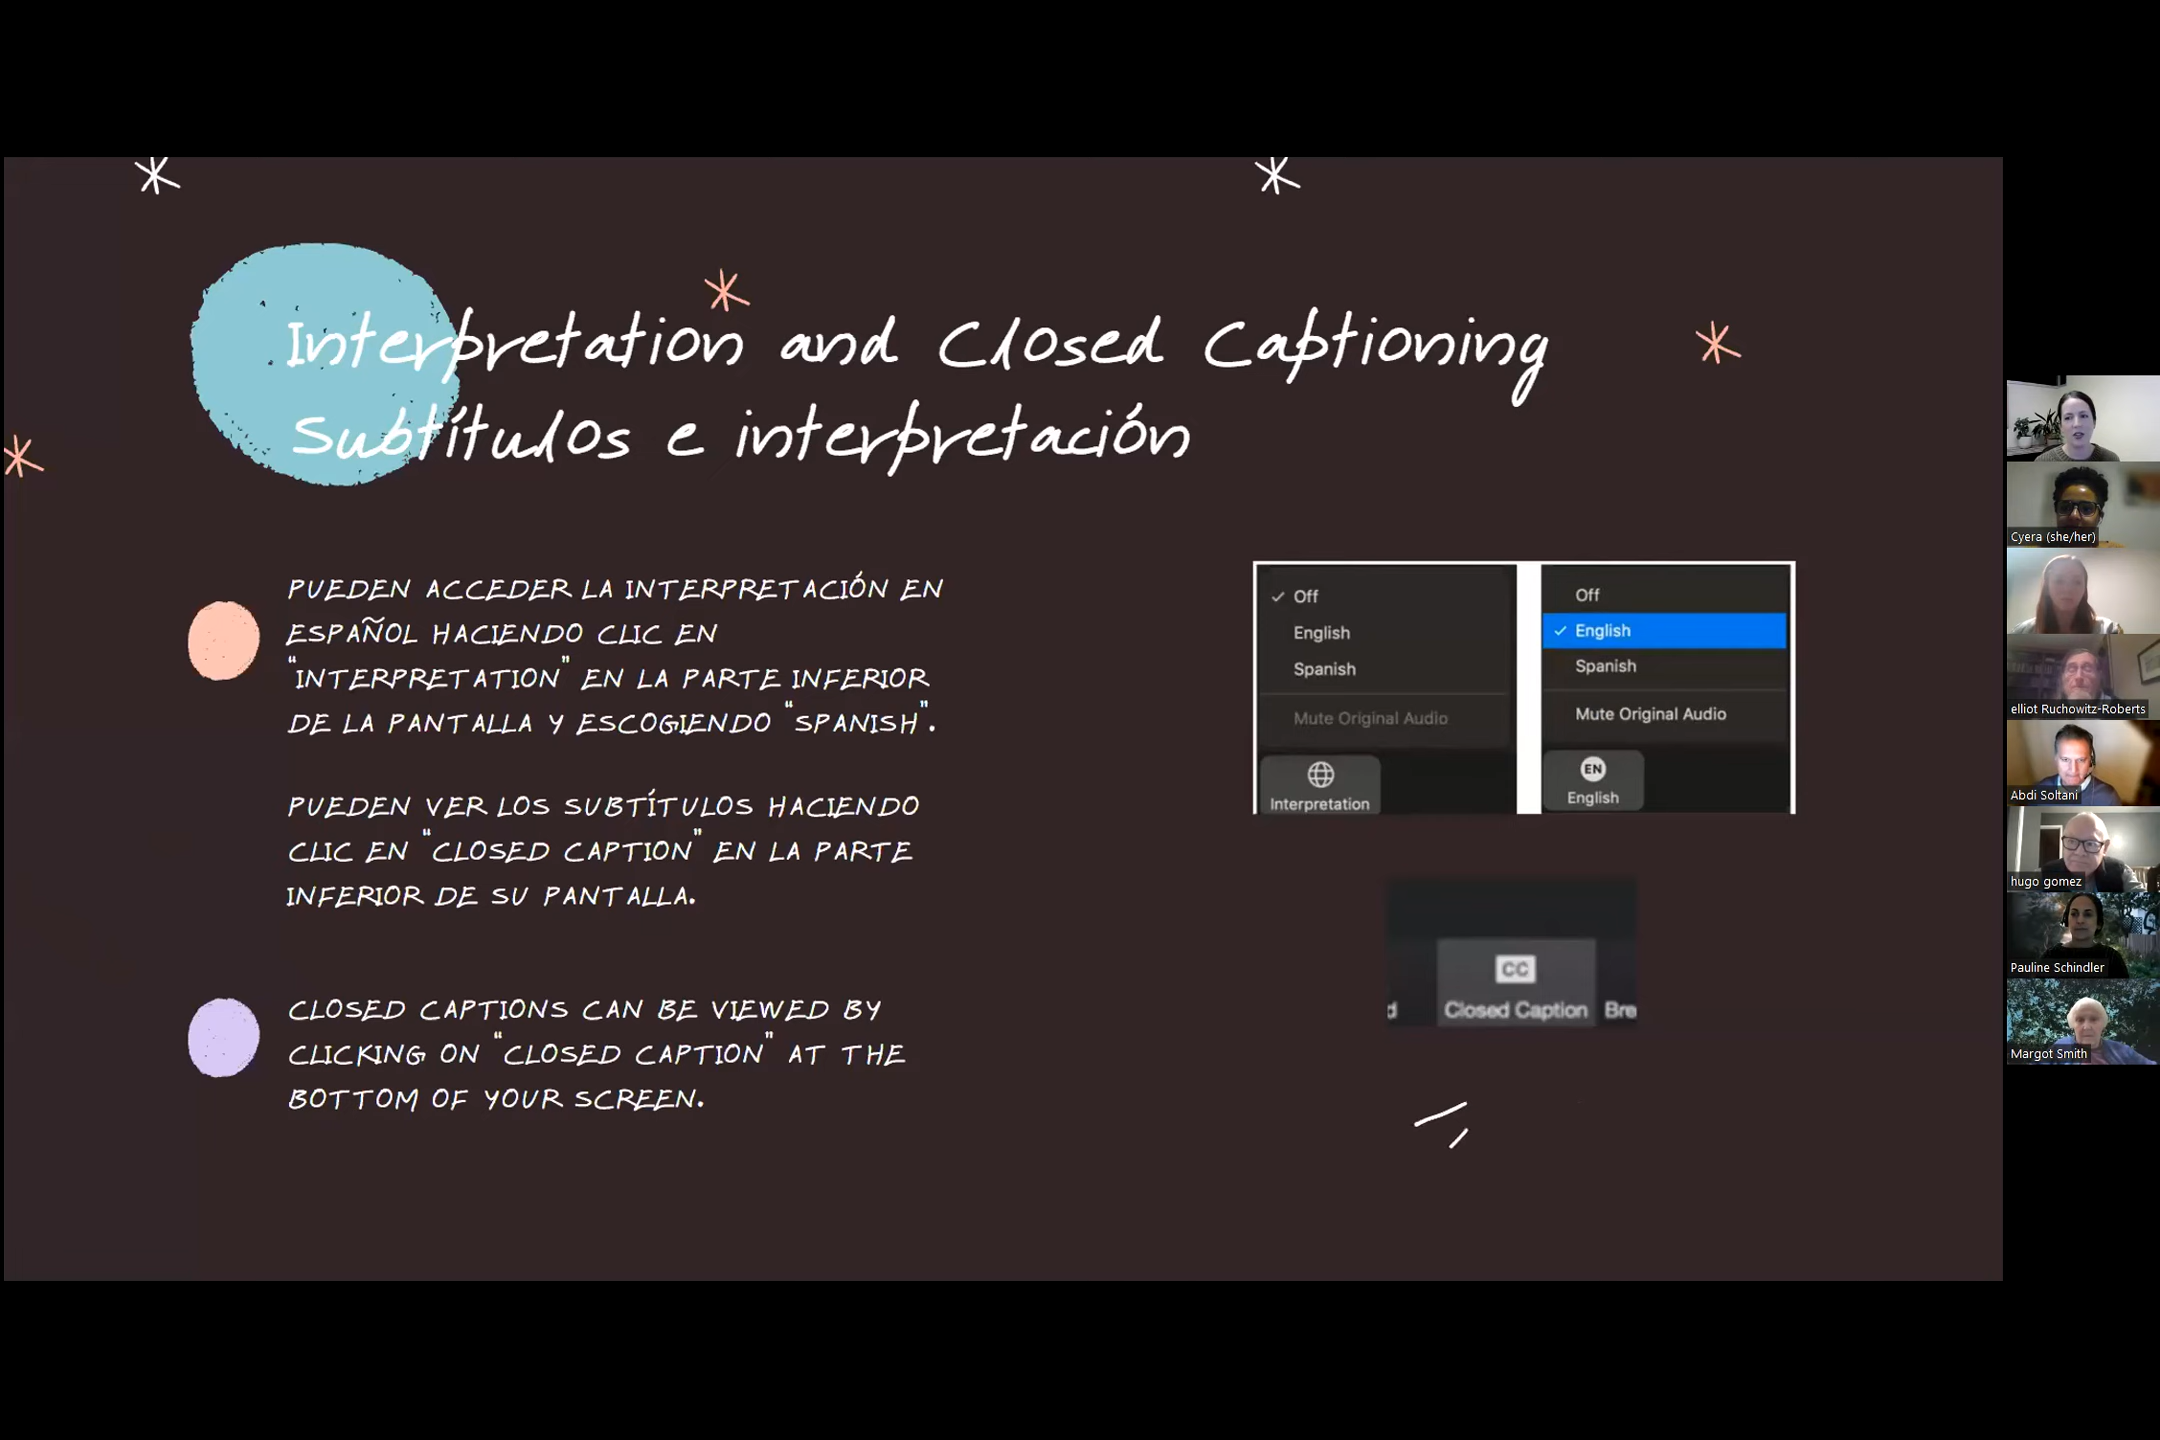 Interpretation and Closed Captioning
Subtítulos e interpretación
PUEDEN ACCEDER LA INTERPRETACIÓN EN
ESPAÑOL HACIENDO CLIC EN
“INTERPRETATION” EN LA PARTE INFERIOR
DE LA PANTALLA Y ESCOGIENDO “SPANISH”.
PUEDEN VER LOS SUBTÍTULOS HACIENDO
CLIC EN “CLOSED CAPTION” EN LA PARTE
INFERIOR DE SU PANTALLA.
CLOSED CAPTIONS CAN BE VIEWED BY
CLICKING ON “CLOSED CAPTION” AT THE
BOTTOM OF YOUR SCREEN.
✓ Off
English
Spanish
Mute Original Audio
Interpretation
Off
✓ English
Spanish
Mute Original Audio
EN
English
CC
d Closed Caption Bre
Cyera (she/her)
elliot Ruchowitz-Roberts
Abdi Soltani
hugo gomez
Pauline Schindler
Margot Smith